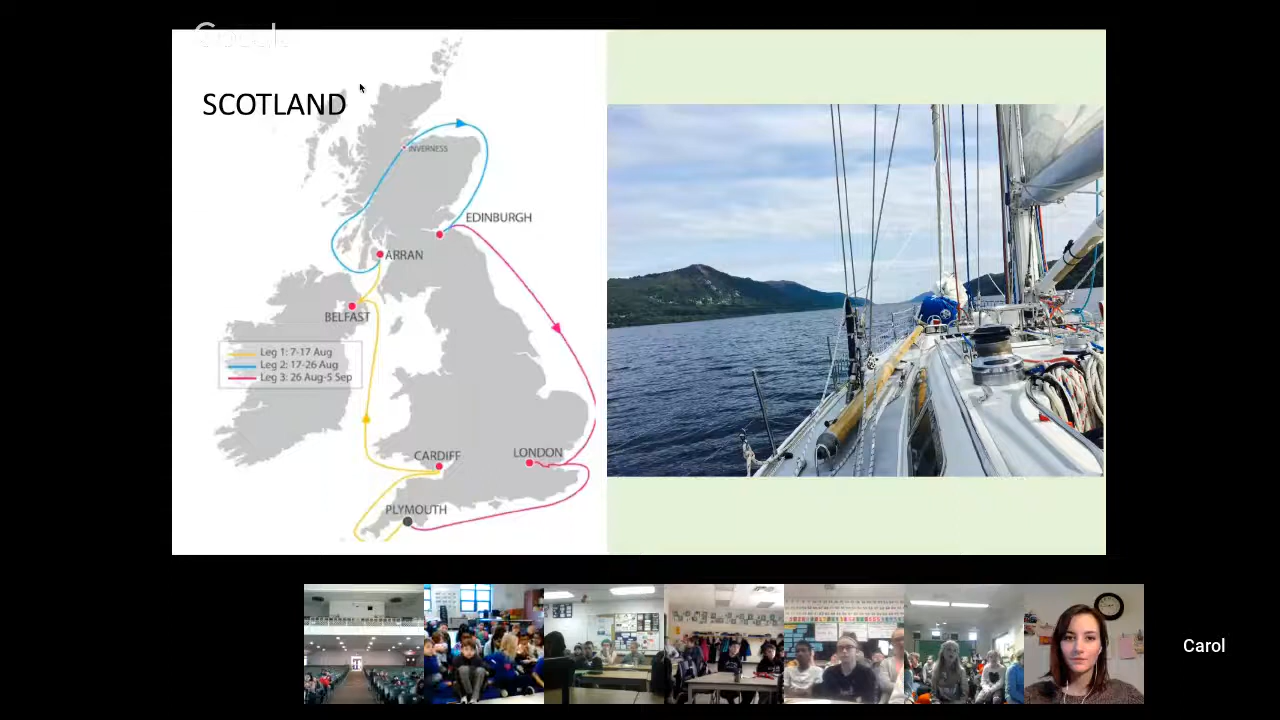 Google
SCOTLAND
INVERNESS
EDINBURGH
ARRAN
BELFAST
Leg 1: 7-17 Aug
Leg 2: 17-26 Aug
Leg 3: 26 Aug-5 Sep
CARDIFF
LONDON
PLYMOUTH
Carol